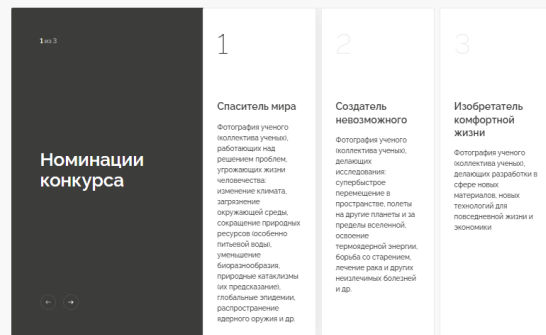 1 из 3
Номинации
конкурса
1
Спаситель мира
Фотография ученого
(коллектива ученых),
работающих над
решением проблем,
угрожающих жизни
человечества:
изменение климата,
загрязнение
окружающей среды,
сокращение природных
ресурсов (особенно
питьевой воды),
уменьшение
биоразнообразия,
природные катаклизмы
(их предсказание),
глобальные эпидемии,
распространение
ядерного оружия и др.
2
Создатель
невозможного
Фотография ученого
(коллектива ученых),
делающих
исследования:
супербыстрое
перемещение в
пространстве, полеты
на другие планеты и за
пределы вселенной,
освоение
термоядерной энергии,
борьба со старением,
лечение рака и других
неизлечимых болезней
и др.
3
Изобретатель
комфортной
жизни
Фотография ученого
(коллектива ученых),
делающих разработки в
сфере новых
материалов, новых
технологий для
повседневной жизни и
экономики